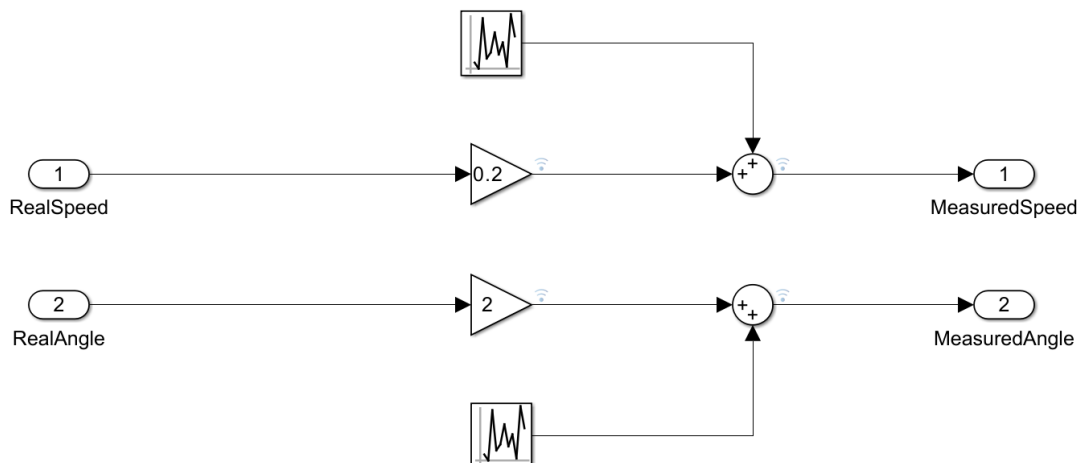 1
RealSpeed
0.2
+
+
1
MeasuredSpeed
2
RealAngle
2
+
+
2
MeasuredAngle